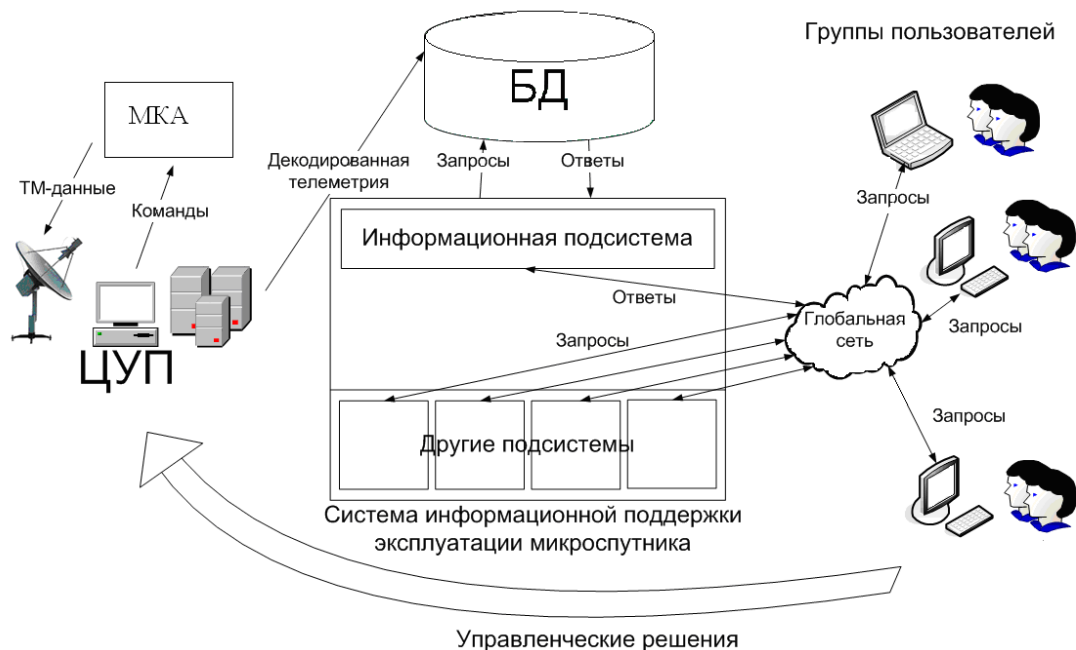 Группы пользователей
БД
МКА
Декодированная
телеметрия
Запросы
Ответы
ТМ-данные
Команды
Запросы
Информационная подсистема
Ответы
Глобальная
сеть
Запросы
Запросы
ЦУП
Запросы
Другие подсистемы
Система информационной поддержки
эксплуатации микроспутника
Управленческие решения